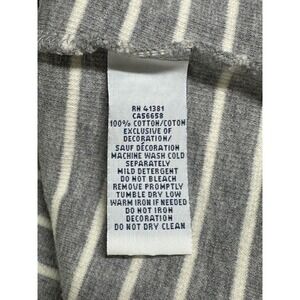 RN 41381
CA56658
100% COTTON/COTON
EXCLUSIVE OF
DECORATION/
SAUF DECORATION
MACHINE WASH COLD
SEPARATELY
MILD DETERGENT
DO NOT BLEACH
REMOVE PROMPTLY
TUMBLE DRY LOW
WARM IRON IF NEEDED
DO NOT IRON
DECORATION
DO NOT DRY CLEAN